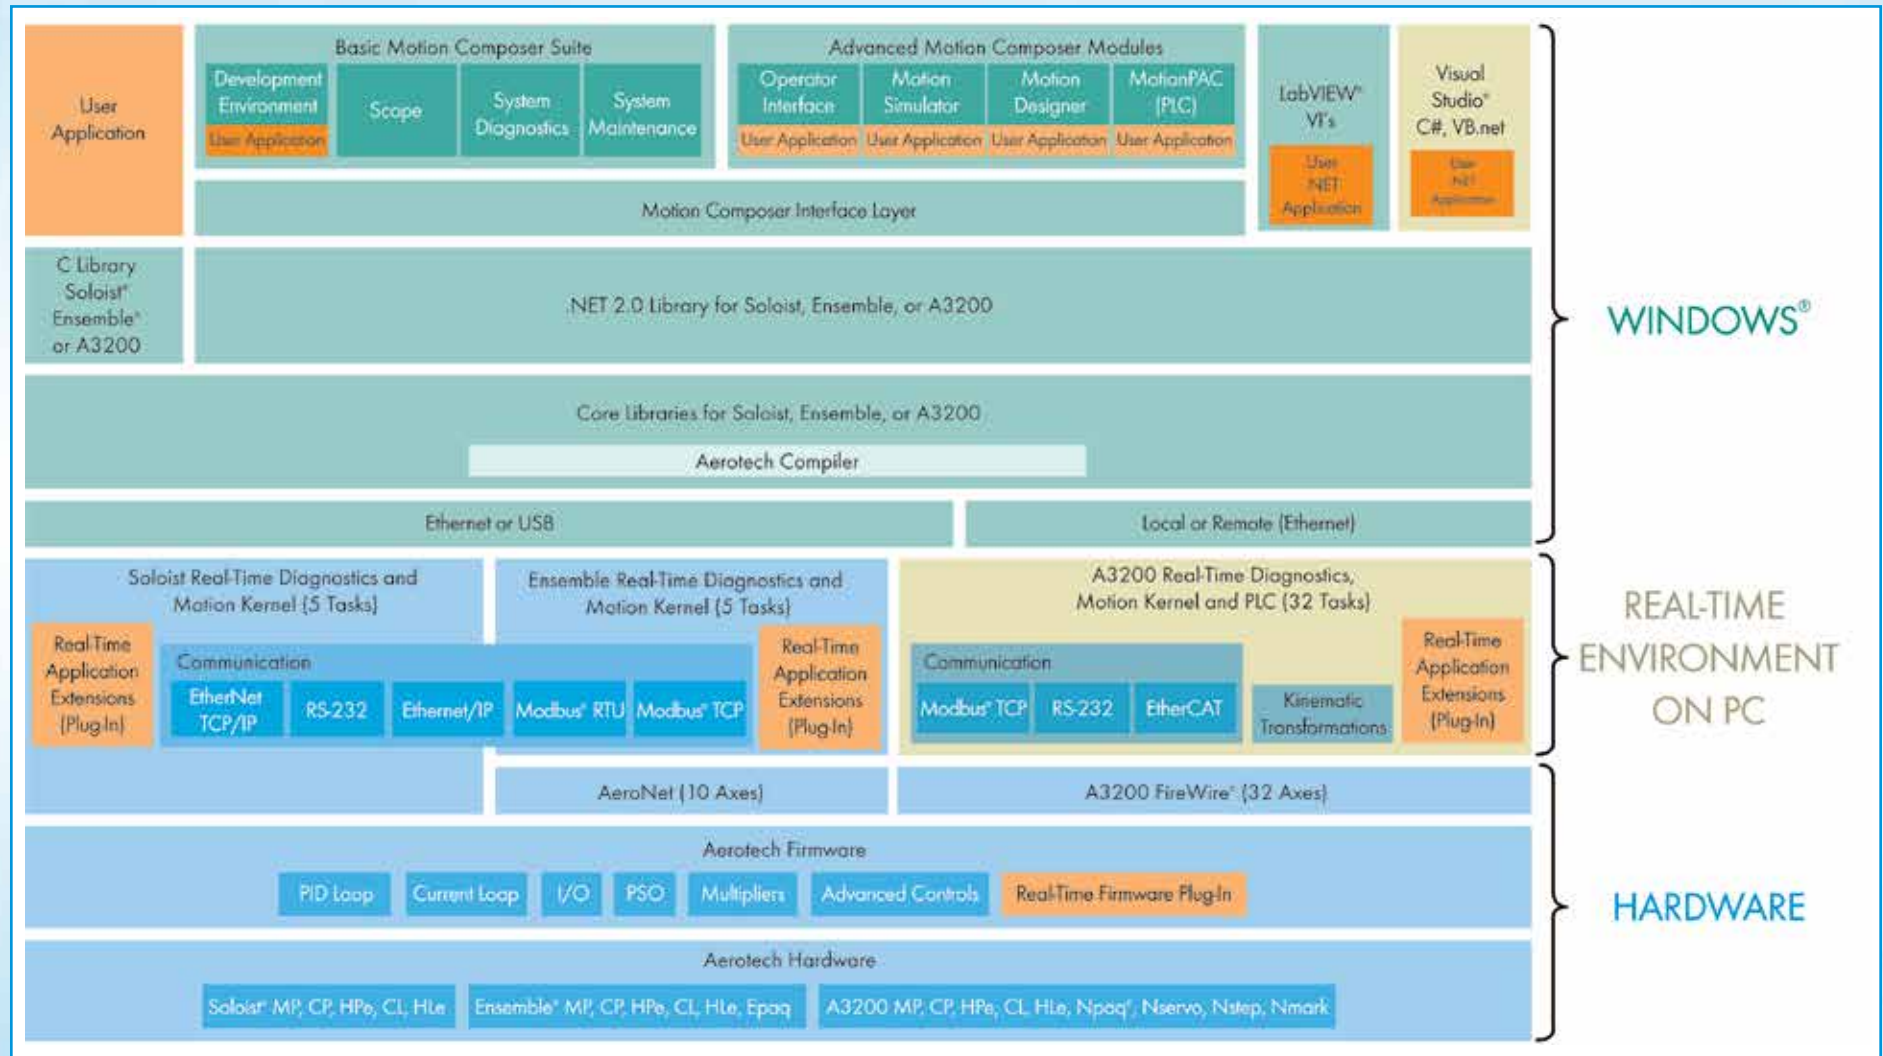 User
Application
Basic Motion Composer Suite
Development
Environment
User Application
Scope
System
Diagnostics
System
Maintenance
Advanced Motion Composer Modules
Operator
Interface
User Application
Motion
Simulator
User Application
Motion
Designer
User Application
MotionPAC
(PLC)
User Application
LabVIEW®
VI's
User
.NET
Application
Visual
Studio®
C#, VB.net
User
.NET
Application
Motion Composer Interface Layer
C Library
Soloist®
Ensemble®
or A3200
.NET 2.0 Library for Soloist, Ensemble, or A3200
Core Libraries for Soloist, Ensemble, or A3200
Aerotech Compiler
Ethernet or USB
Local or Remote (Ethernet)
WINDOWS®
Soloist Real-Time Diagnostics and
Motion Kernel (5 Tasks)
Ensemble Real-Time Diagnostics and
Motion Kernel (5 Tasks)
A3200 Real-Time Diagnostics,
Motion Kernel and PLC (32 Tasks)
Real-Time
Application
Extensions
(Plug-In)
Communication
EtherNet
TCP/IP
RS-232
Ethernet/IP
Modbus® RTU
Modbus® TCP
Real-Time
Application
Extensions
(Plug-In)
Communication
Modbus® TCP
RS-232
EtherCAT
Kinematic
Transformations
Real-Time
Application
Extensions
(Plug-In)
REAL-TIME
ENVIRONMENT
ON PC
AeroNet (10 Axes)
A3200 FireWire® (32 Axes)
Aerotech Firmware
PID Loop
Current Loop
I/O
PSO
Multipliers
Advanced Controls
Real-Time Firmware Plug-In
HARDWARE
Aerotech Hardware
Soloist® MP, CP, HPe, CL, HLe
Ensemble® MP, CP, HPe, CL, HLe, Epaq
A3200 MP, CP, HPe, CL, HLe, Npaq®, Nservo, Nstep, Nmark